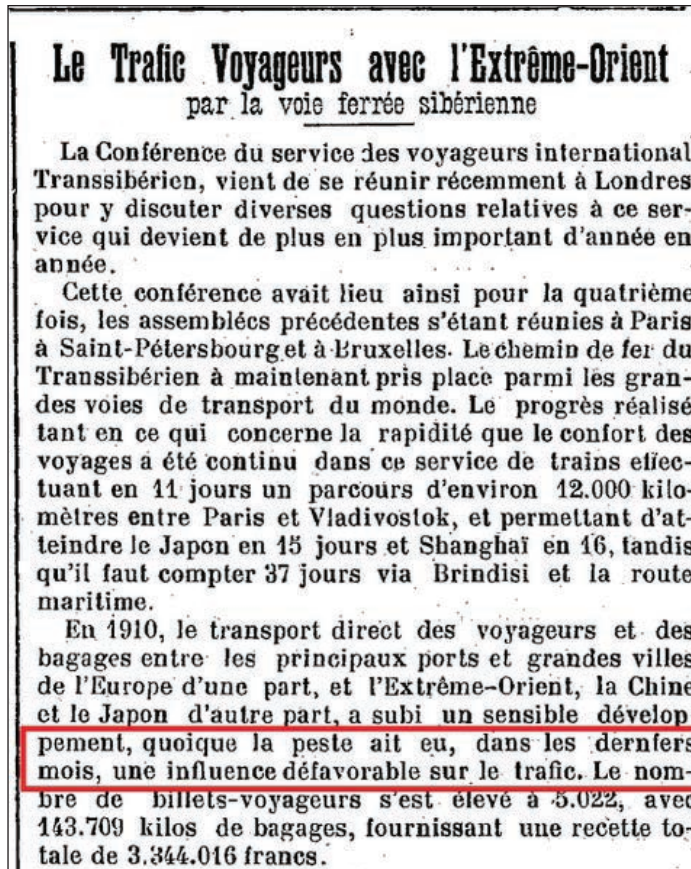 Le Trafic Voyageurs avec l'Extrême-Orient
par la voie ferrée sibérienne
La Conférence du service des voyageurs international
Transsibérien, vient de se réunir récemment à Londres
pour y discuter diverses questions relatives à ce ser-
vice qui devient de plus en plus important d'année en
année.
Cette conférence avait lieu ainsi pour la quatrième
fois, les assemblées précédentes s'étant réunies à Paris
à Saint-Pétersbourg et à Bruxelles. Le chemin de fer du
Transsibérien à maintenant pris place parmi les gran-
des voies de transport du monde. Le progrès réalisé
tant en ce qui concerne la rapidité que le confort des
voyages a été continu dans ce service de trains effec-
tuant en 11 jours un parcours d'environ 12.000 kilo-
mètres entre Paris et Vladivostok, et permettant d'at-
teindre le Japon en 15 jours et Shanghaï en 16, tandis
qu'il faut compter 37 jours via Brindisi et la route
maritime.
En 1910, le transport direct des voyageurs et des
bagages entre les principaux ports et grandes villes
de l'Europe d'une part, et l'Extrême-Orient, la Chine
et le Japon d'autre part, a subi un sensible dévelop
pement, quoique la peste ait eu, dans les derniers
mois, une influence défavorable sur le trafic. Le nom-
bre de billets-voyageurs s'est élevé à 5.022, avec
143.709 kilos de bagages, fournissant une recette to-
tale de 3.344.016 francs.